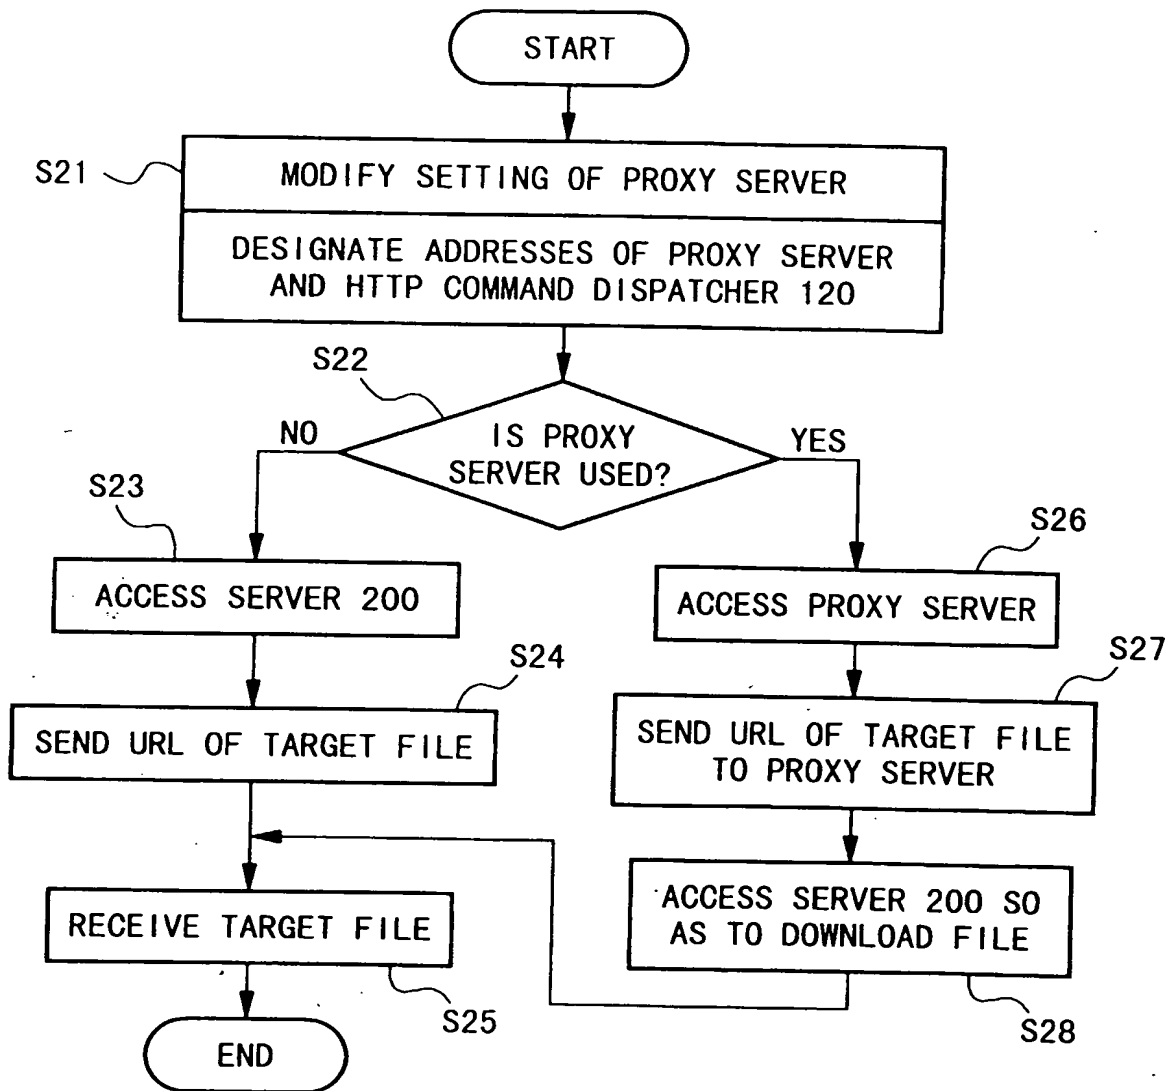 START
S21
MODIFY SETTING OF PROXY SERVER
DESIGNATE ADDRESSES OF PROXY SERVER
AND HTTP COMMAND DISPATCHER 120
S22
NO
IS PROXY
SERVER USED?
YES
S23
ACCESS SERVER 200
S24
SEND URL OF TARGET FILE
S26
ACCESS PROXY SERVER
S27
SEND URL OF TARGET FILE
TO PROXY SERVER
ACCESS SERVER 200 SO
AS TO DOWNLOAD FILE
S28
RECEIVE TARGET FILE
S25
END